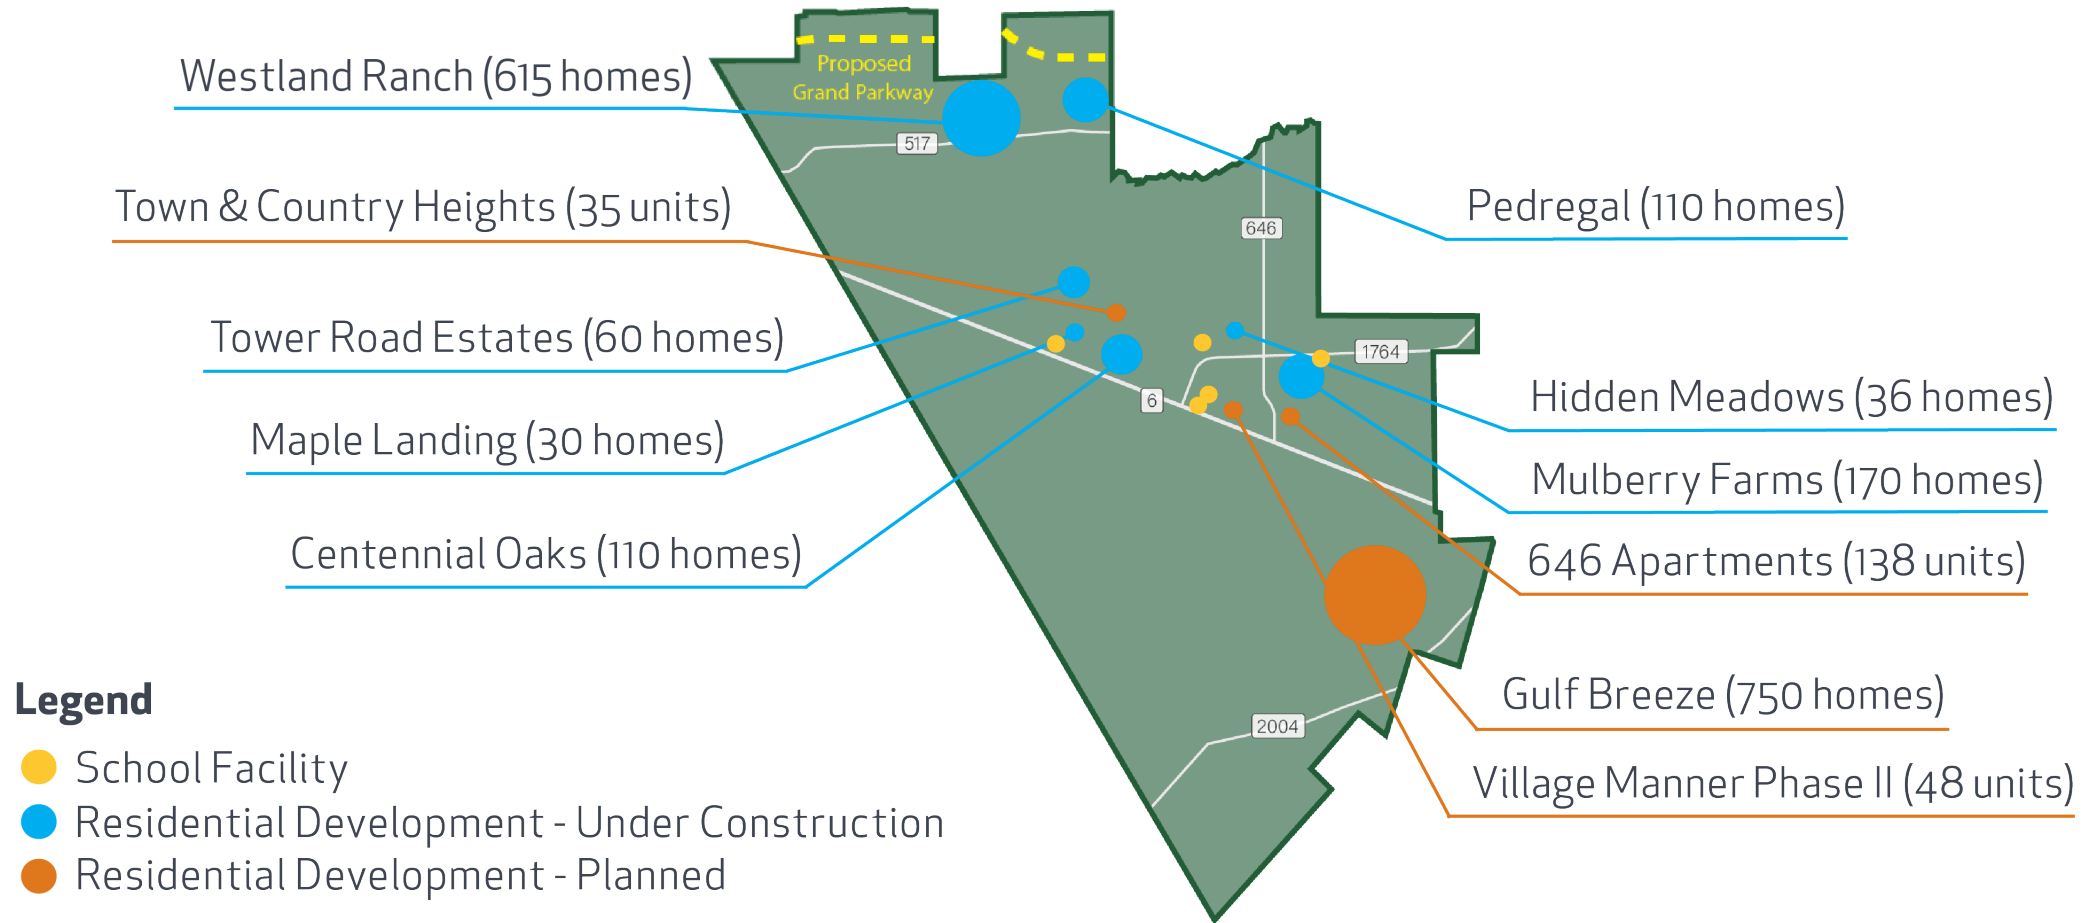 Westland Ranch (615 homes)
Town & Country Heights (35 units)
Tower Road Estates (60 homes)
Maple Landing (30 homes)
Centennial Oaks (110 homes)
Proposed
Grand Parkway
517
646
1764
6
2004
Pedregal (110 homes)
Hidden Meadows (36 homes)
Mulberry Farms (170 homes)
646 Apartments (138 units)
Gulf Breeze (750 homes)
Village Manner Phase II (48 units)
Legend
School Facility
Residential Development - Under Construction
Residential Development - Planned